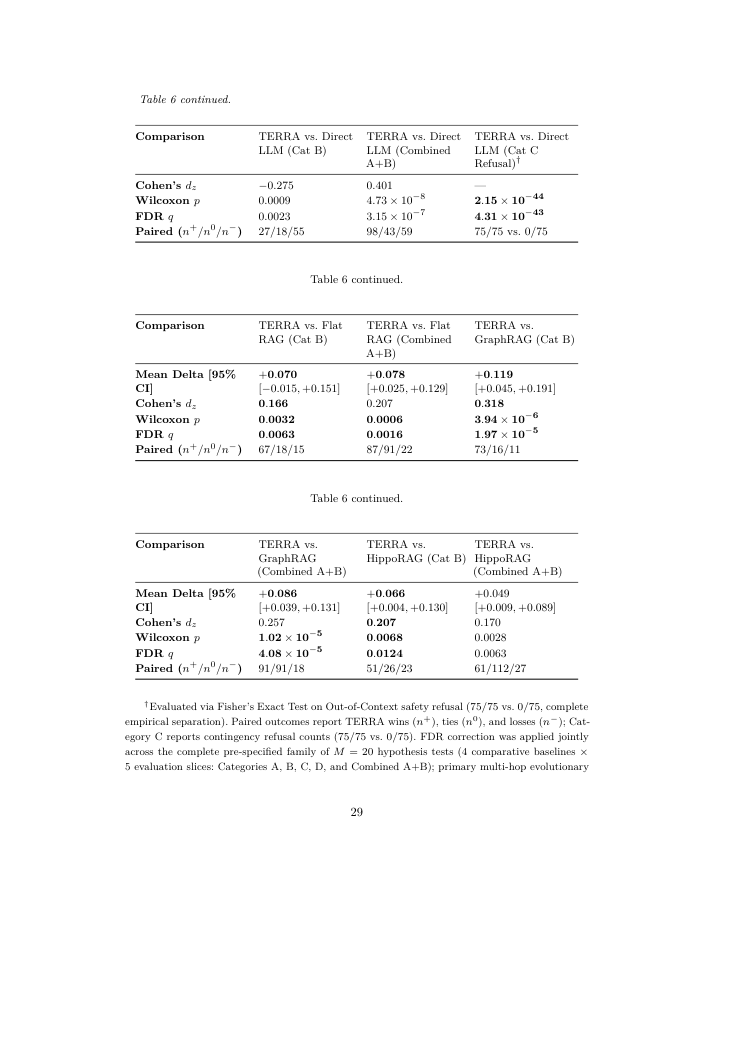 Table 6 continued.
Comparison TERRA vs. Direct TERRA vs. Direct TERRA vs. Direct
LLM (Cat B) LLM (Combined LLM (Cat C
A+B) Refusal)†
Cohen's d_z −0.275 0.401 —
Wilcoxon p 0.0009 4.73 × 10^−8 2.15 × 10^−44
FDR q 0.0023 3.15 × 10^−7 4.31 × 10^−43
Paired (n^+/n^0/n^−) 27/18/55 98/43/59 75/75 vs. 0/75
Table 6 continued.
Comparison TERRA vs. Flat TERRA vs. Flat TERRA vs.
RAG (Cat B) RAG (Combined GraphRAG (Cat B)
A+B)
Mean Delta [95% +0.070 +0.078 +0.119
CI] [−0.015, +0.151] [+0.025, +0.129] [+0.045, +0.191]
Cohen's d_z 0.166 0.207 0.318
Wilcoxon p 0.0032 0.0006 3.94 × 10^−6
FDR q 0.0063 0.0016 1.97 × 10^−5
Paired (n^+/n^0/n^−) 67/18/15 87/91/22 73/16/11
Table 6 continued.
Comparison TERRA vs. TERRA vs. TERRA vs.
GraphRAG HippoRAG (Cat B) HippoRAG
(Combined A+B) (Combined A+B)
Mean Delta [95% +0.086 +0.066 +0.049
CI] [+0.039, +0.131] [+0.004, +0.130] [+0.009, +0.089]
Cohen's d_z 0.257 0.207 0.170
Wilcoxon p 1.02 × 10^−5 0.0068 0.0028
FDR q 4.08 × 10^−5 0.0124 0.0063
Paired (n^+/n^0/n^−) 91/91/18 51/26/23 61/112/27
†Evaluated via Fisher's Exact Test on Out-of-Context safety refusal (75/75 vs. 0/75, complete
empirical separation). Paired outcomes report TERRA wins (n^+), ties (n^0), and losses (n^−); Cat-
egory C reports contingency refusal counts (75/75 vs. 0/75). FDR correction was applied jointly
across the complete pre-specified family of M = 20 hypothesis tests (4 comparative baselines ×
5 evaluation slices: Categories A, B, C, D, and Combined A+B); primary multi-hop evolutionary
29